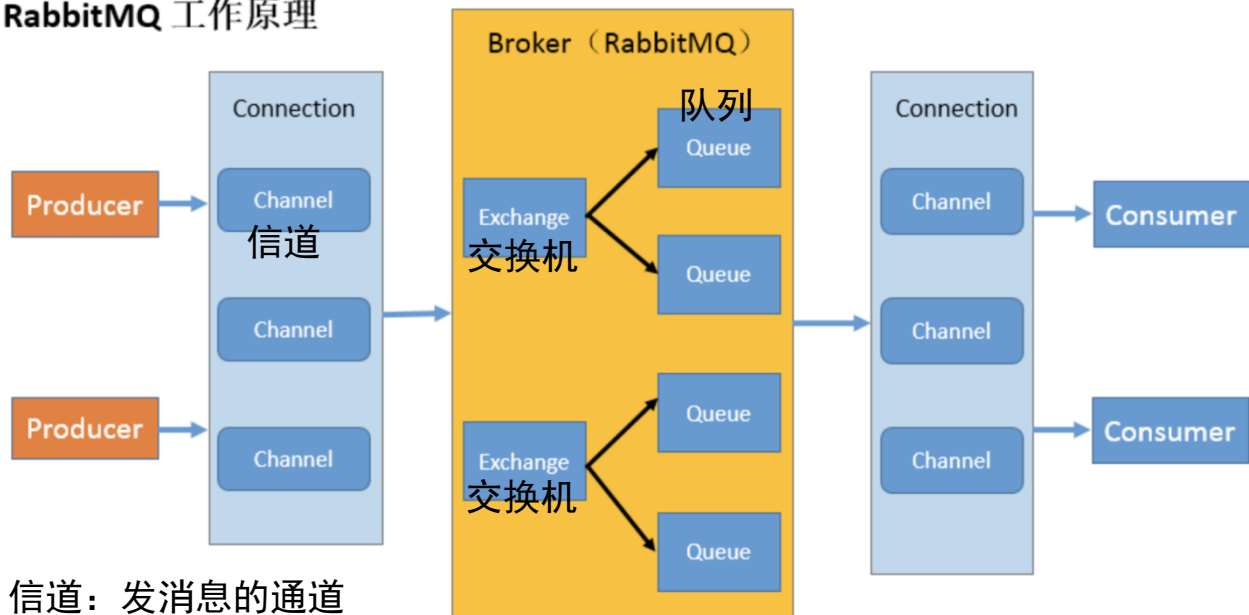 RabbitMQ 工作原理
Broker（RabbitMQ）
Connection
Producer
Channel
信道
Channel
Producer
Channel
Exchange
交换机
队列
Queue
Queue
Exchange
交换机
Queue
Queue
Connection
Channel
Channel
Channel
Consumer
Consumer
信道：发消息的通道